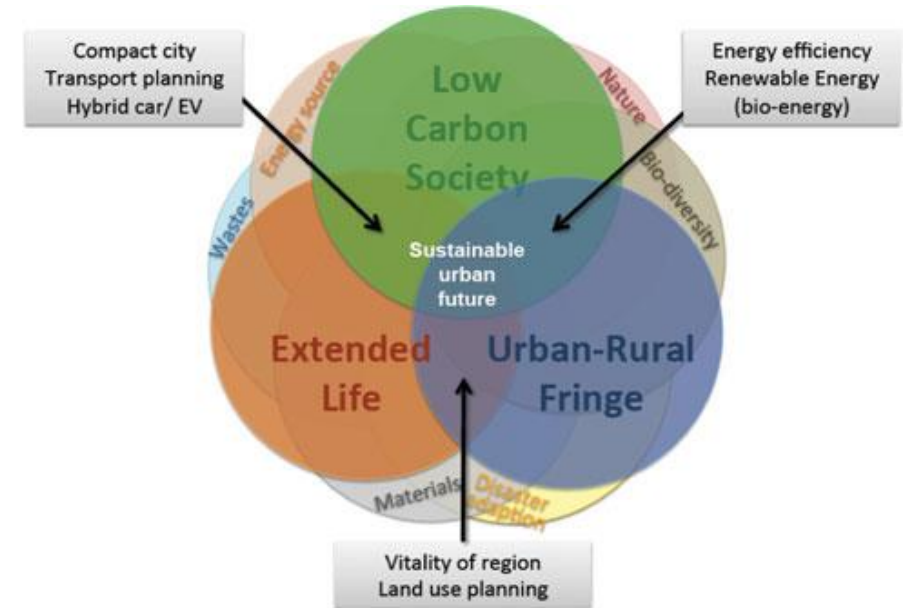 Compact city
Transport planning
Hybrid car/ EV
Energy efficiency
Renewable Energy
(bio-energy)
Low
Carbon
Society
Energy source
Nature
Wastes
Bio-diversity
Sustainable
urban
future
Extended
Life
Urban-Rural
Fringe
Materials
Disaster
adaption
Vitality of region
Land use planning